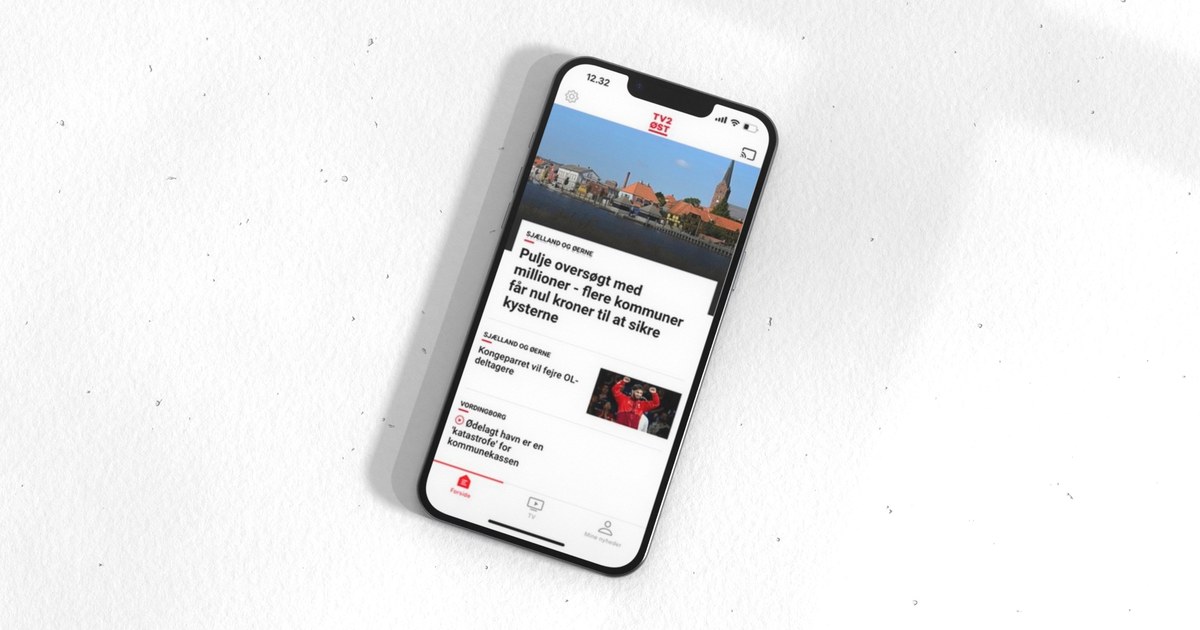 12.32
TV2
ØST
SJÆLLAND OG ØERNE
Pulje oversøgt med
millioner - flere kommuner
får nul kroner til at sikre
kysterne
SJÆLLAND OG ØERNE
Kongeparret vil fejre OL-
deltagere
VORDINGBORG
Ødelagt havn er en
'katastrofe' for
kommunekassen
Forside
TV
Mine nyheder